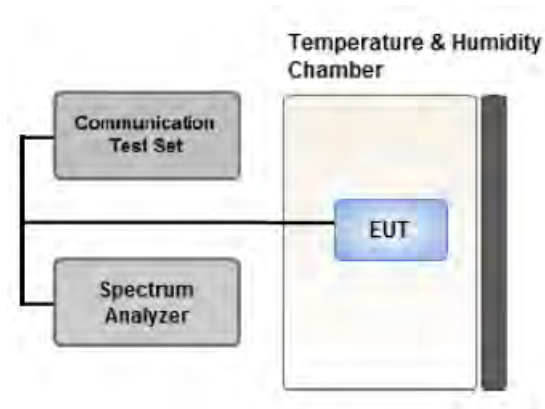 Temperature & Humidity
Chamber
Communication
Test Set
EUT
Spectrum
Analyzer